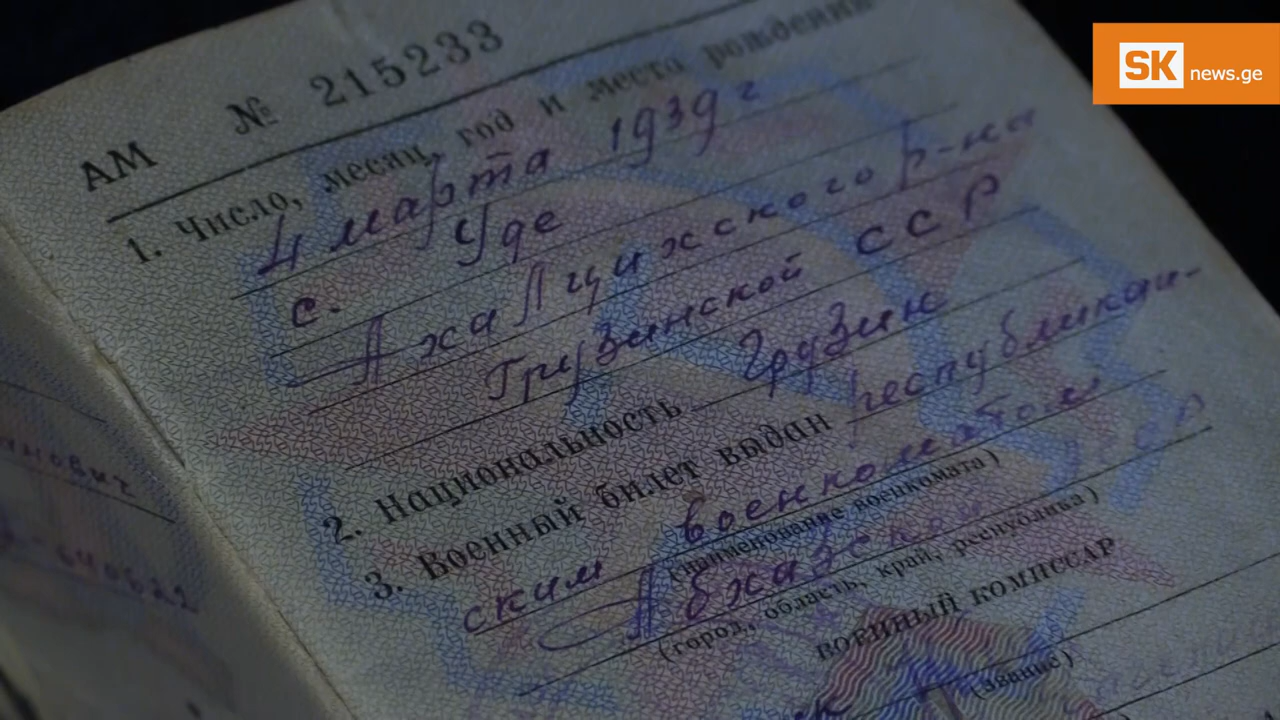 SK news.ge
АМ № 215233
1. Число, месяц, год и место рождения
4 марта 1939 г
с. Уде
АхаЛцихского р-на
Грузинской ССР
2. Национальность Грузин
3. Военный билет выдан республикан-
ским военкоматом
(наименование военкомата)
Абхазской
(город, область, край, республика)
ВОЕННЫЙ КОМИССАР
(звание)
анович